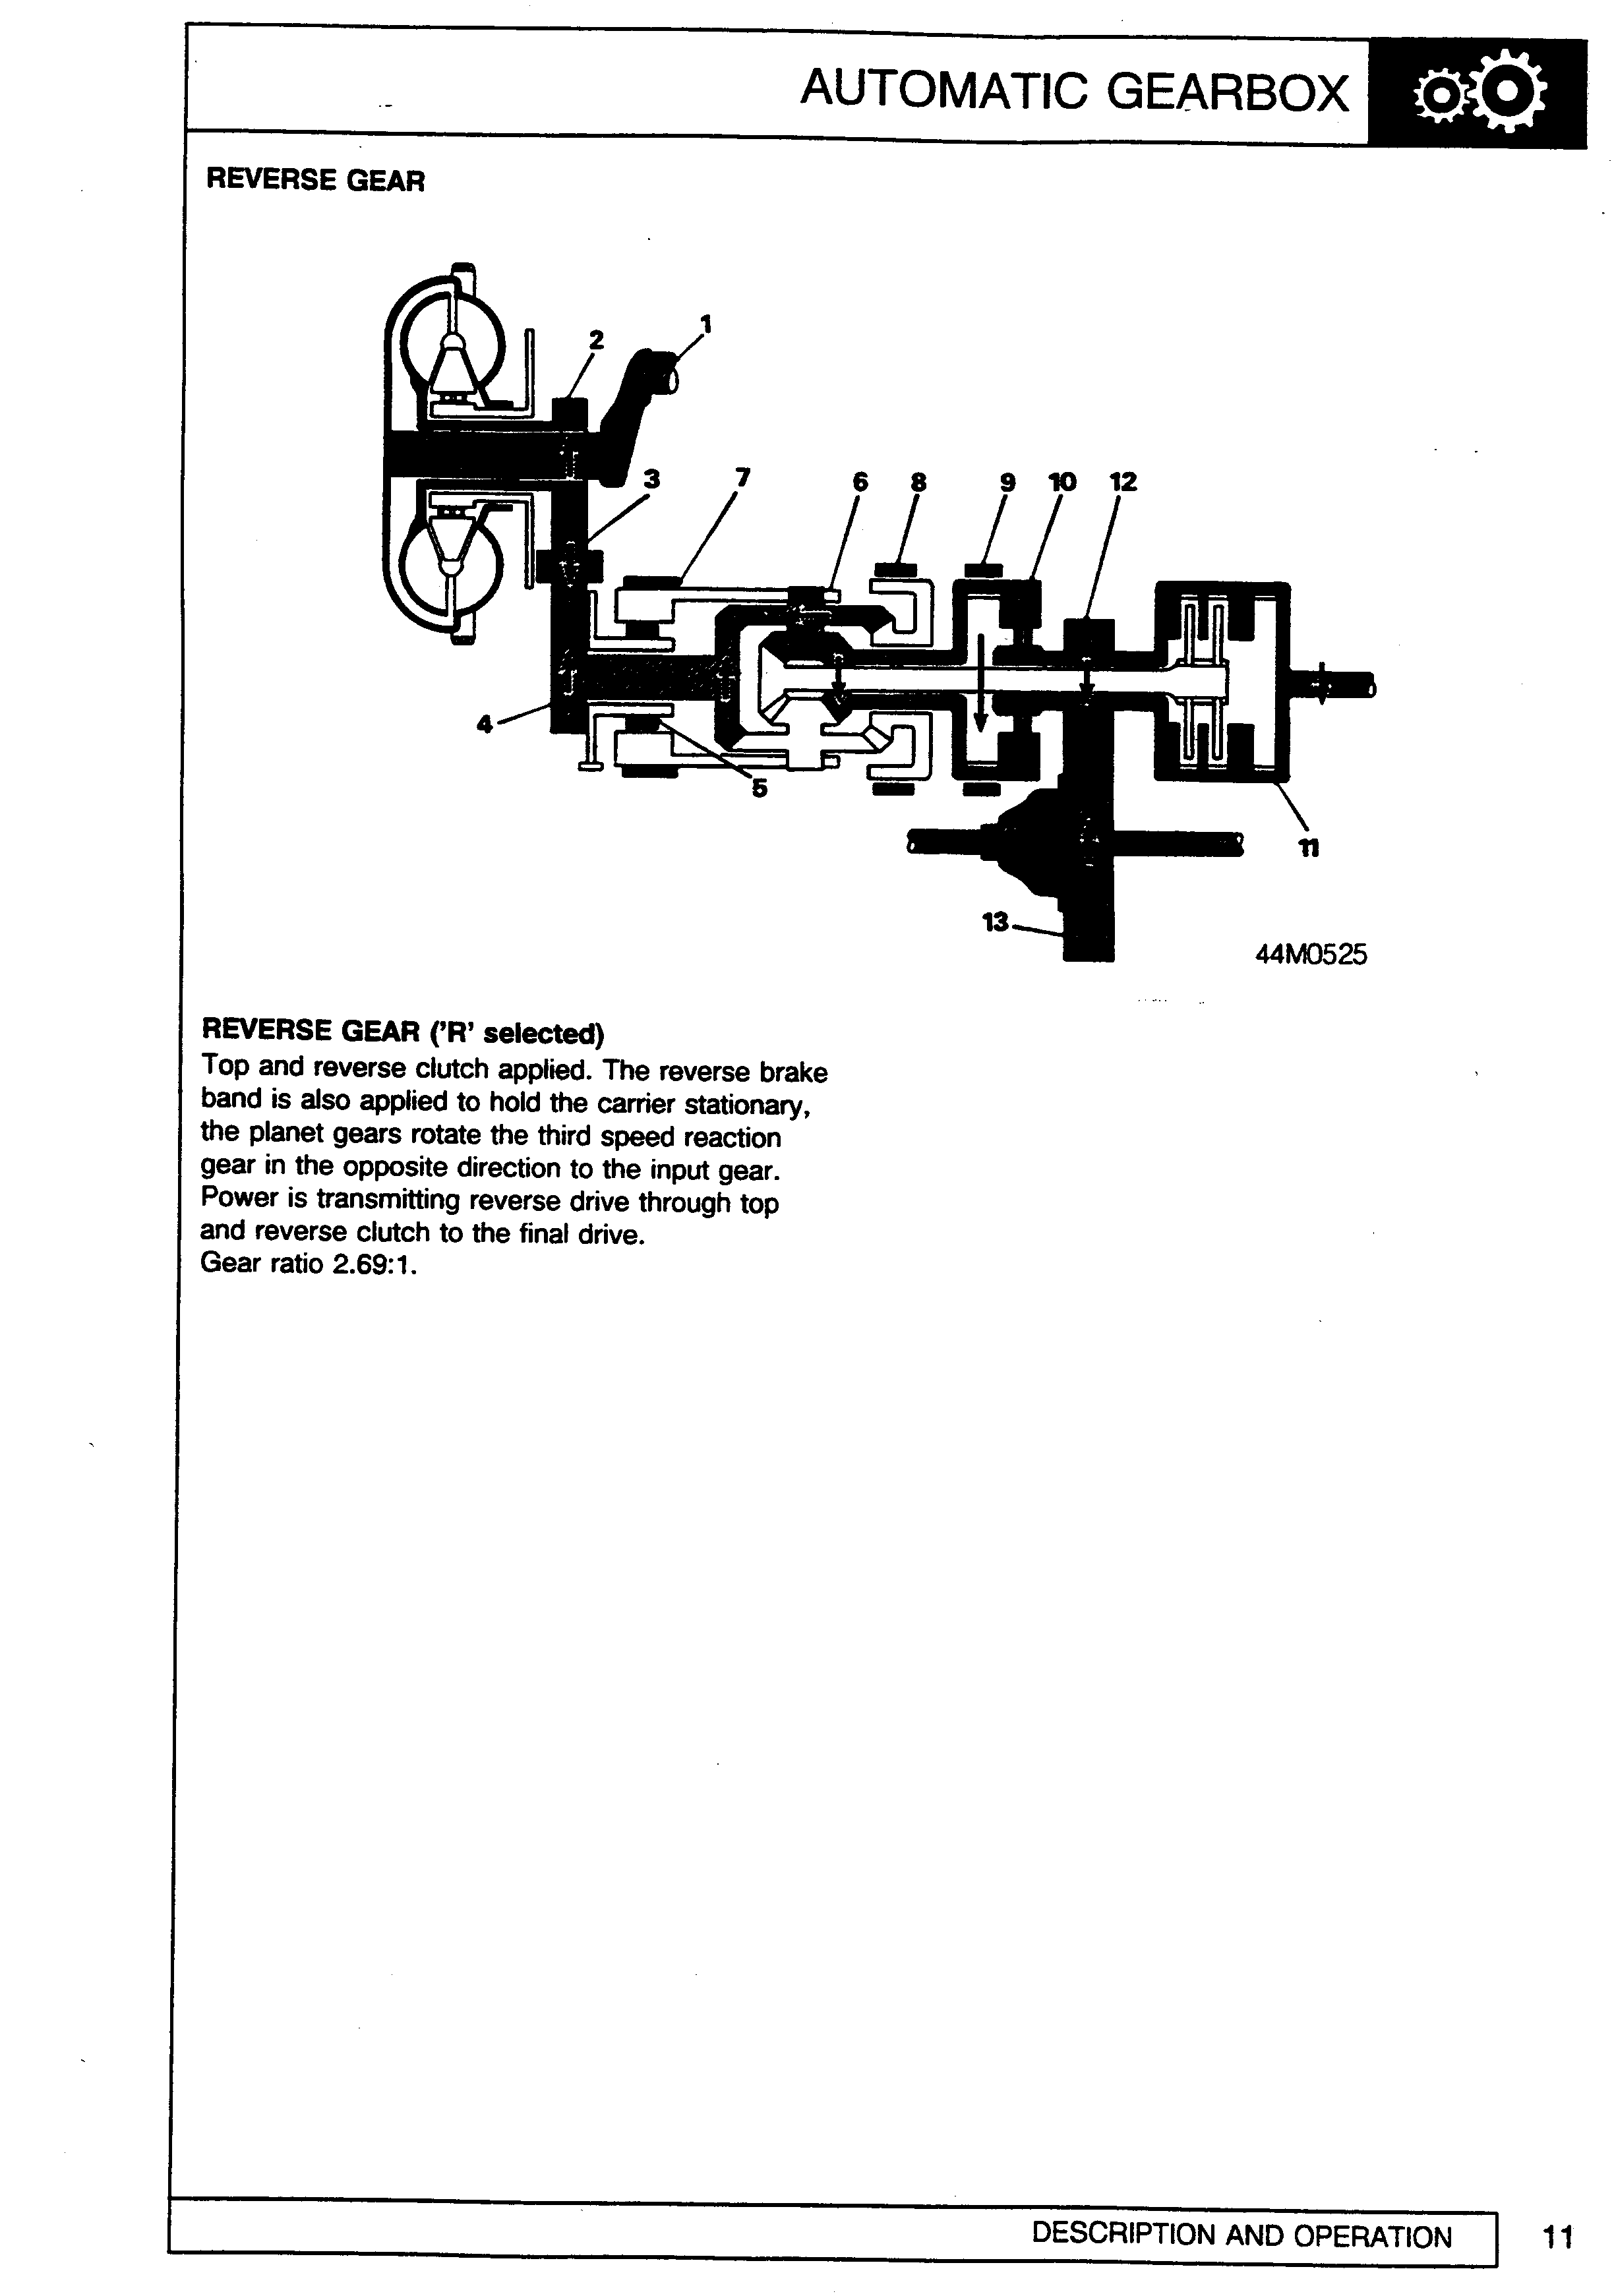 AUTOMATIC GEARBOX
REVERSE GEAR
1
2
3
7
6
8
9
10
12
4
5
11
13
44M0525
REVERSE GEAR ('R' selected)
Top and reverse clutch applied. The reverse brake
band is also applied to hold the carrier stationary,
the planet gears rotate the third speed reaction
gear in the opposite direction to the input gear.
Power is transmitting reverse drive through top
and reverse clutch to the final drive.
Gear ratio 2.69:1.
DESCRIPTION AND OPERATION
11